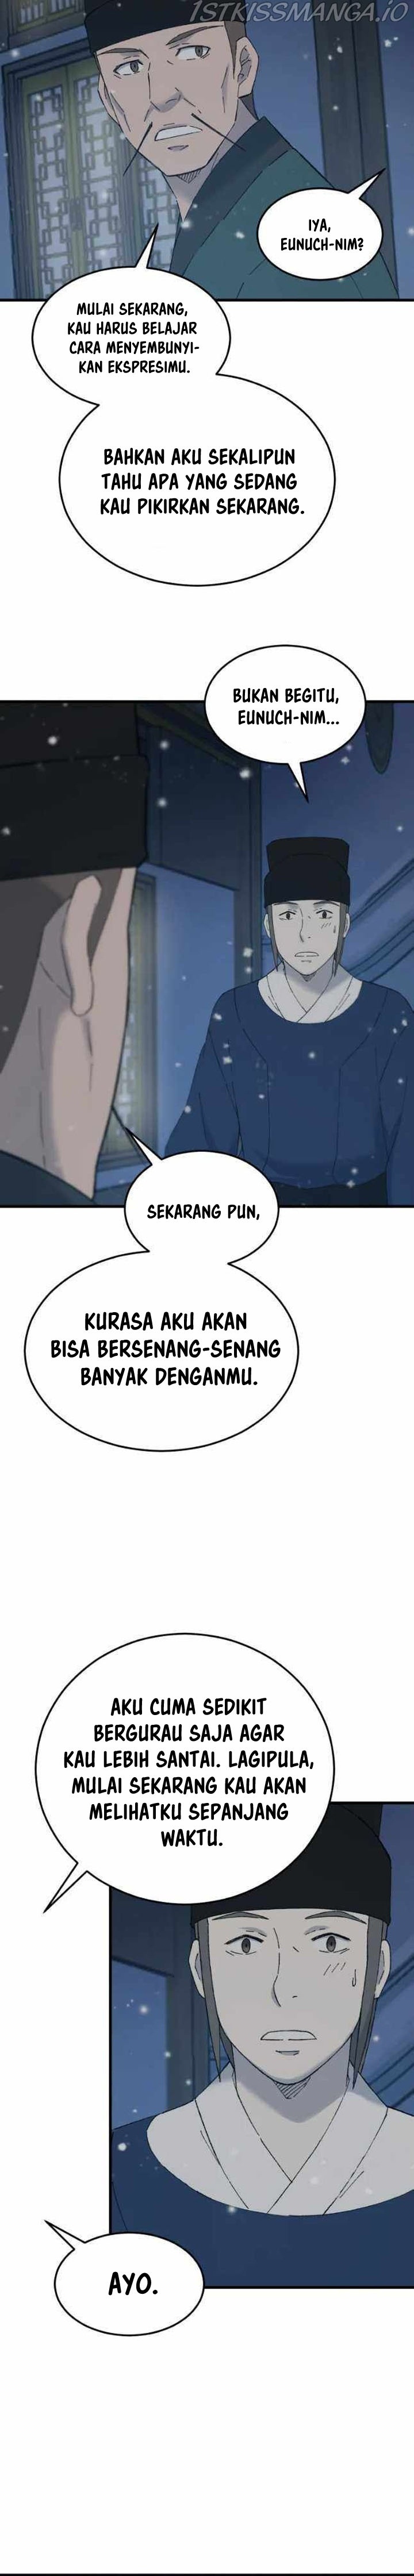 1STKISSMANGA.IO
IYA,
EUNUCH-NIM?
MULAI SEKARANG,
KAU HARUS BELAJAR
CARA MENYEMBUNYI-
KAN EKSPRESIMU.
BAHKAN AKU SEKALIPUN
TAHU APA YANG SEDANG
KAU PIKIRKAN SEKARANG.
BUKAN BEGITU,
EUNUCH-NIM...
SEKARANG PUN,
KURASA AKU AKAN
BISA BERSENANG-SENANG
BANYAK DENGANMU.
AKU CUMA SEDIKIT
BERGURAU SAJA AGAR
KAU LEBIH SANTAI. LAGIPULA,
MULAI SEKARANG KAU AKAN
MELIHATKU SEPANJANG
WAKTU.
AYO.